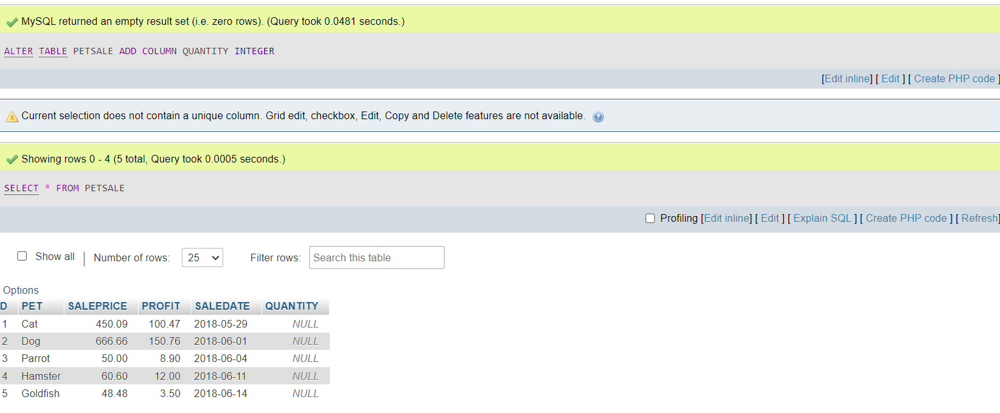 MySQL returned an empty result set (i.e. zero rows). (Query took 0.0481 seconds.)
ALTER TABLE PETSALE ADD COLUMN QUANTITY INTEGER
[Edit inline] [ Edit ] [ Create PHP code ]
Current selection does not contain a unique column. Grid edit, checkbox, Edit, Copy and Delete features are not available.
Showing rows 0 - 4 (5 total, Query took 0.0005 seconds.)
SELECT * FROM PETSALE
Profiling [Edit inline] [ Edit ] [ Explain SQL ] [ Create PHP code ] [ Refresh]
Show all | Number of rows: 25 Filter rows: Search this table
Options
D PET SALEPRICE PROFIT SALEDATE QUANTITY
1 Cat 450.09 100.47 2018-05-29 NULL
2 Dog 666.66 150.76 2018-06-01 NULL
3 Parrot 50.00 8.90 2018-06-04 NULL
4 Hamster 60.60 12.00 2018-06-11 NULL
5 Goldfish 48.48 3.50 2018-06-14 NULL